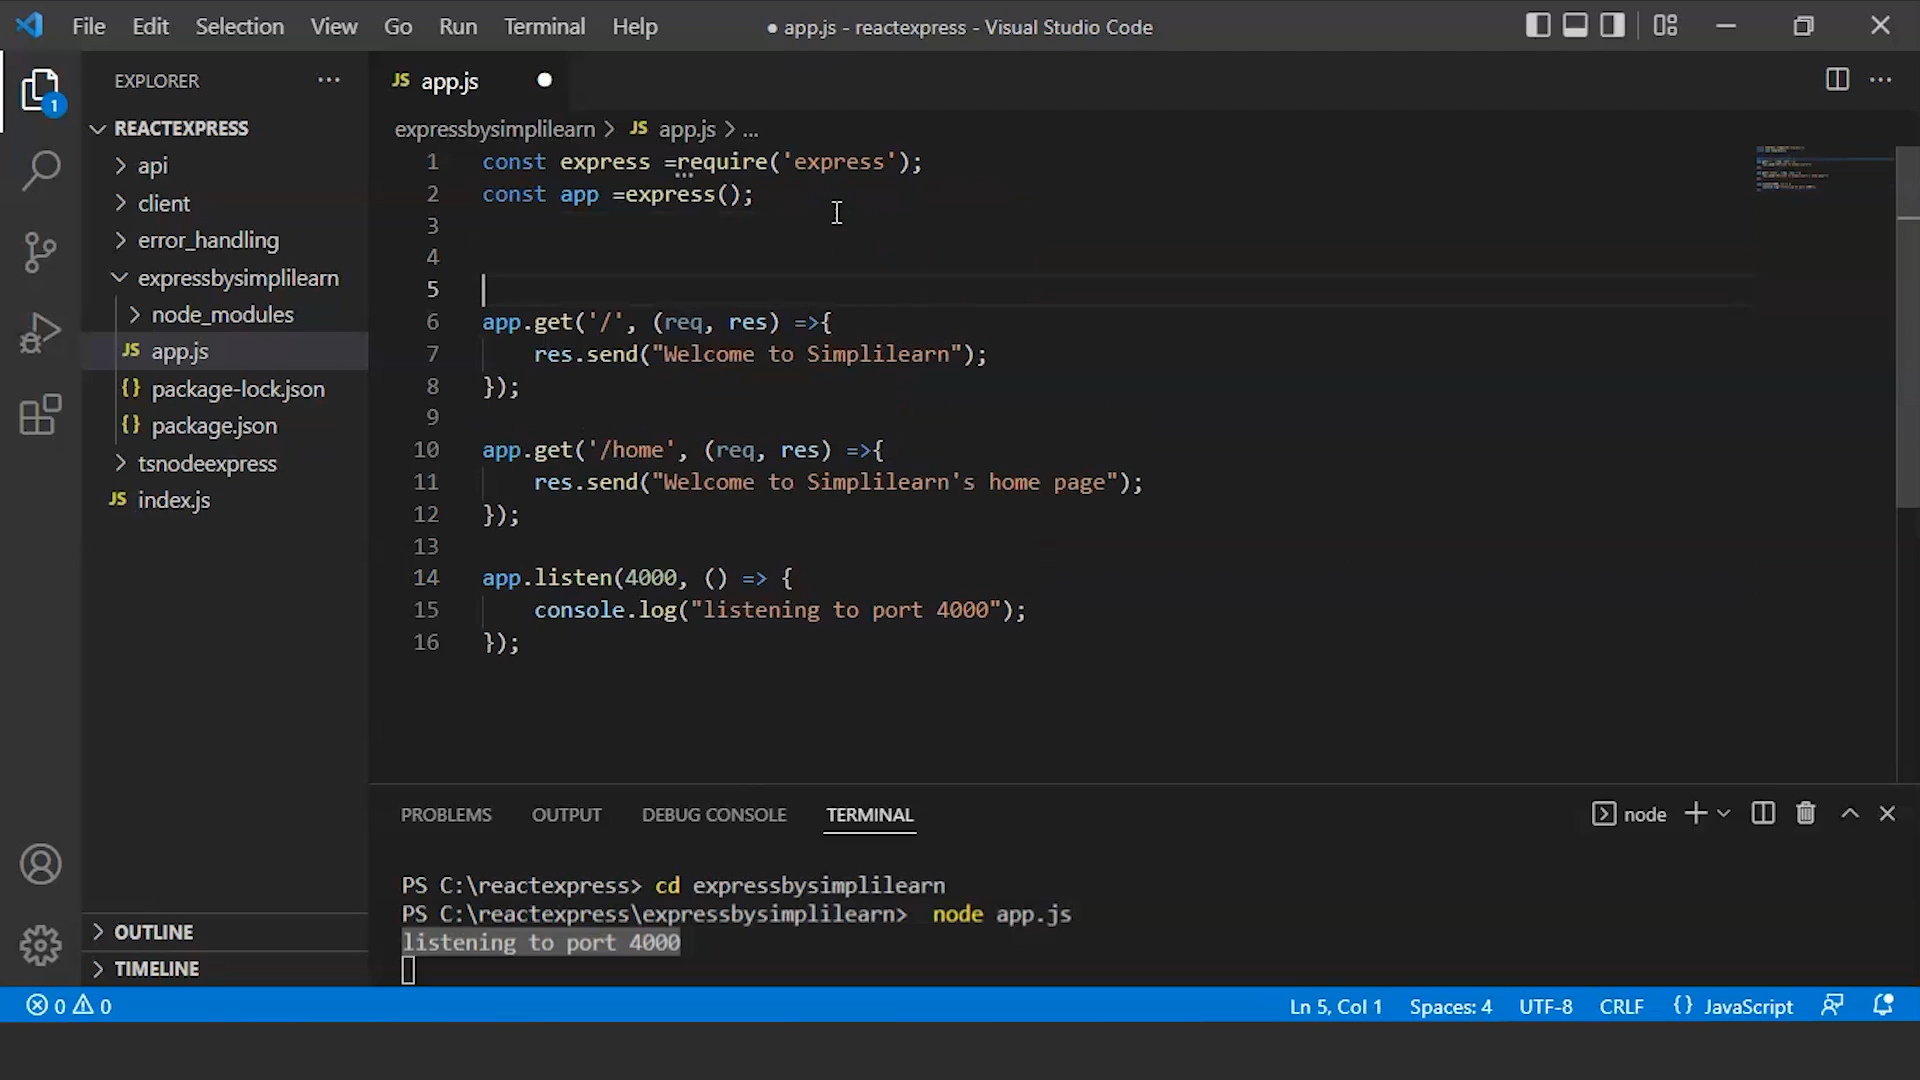 File Edit Selection View Go Run Terminal Help ● app.js - reactexpress - Visual Studio Code
EXPLORER ···
JS app.js ●
1
REACTEXPRESS
api
client
error_handling
expressbysimplilearn
node_modules
JS app.js
{} package-lock.json
{} package.json
tsnodeexpress
JS index.js
OUTLINE
TIMELINE
expressbysimplilearn > JS app.js > ...
1 const express =require('express');
2 const app =express();
3
4
5
6 app.get('/', (req, res) =>{
7 res.send("Welcome to Simplilearn");
8 });
9
10 app.get('/home', (req, res) =>{
11 res.send("Welcome to Simplilearn's home page");
12 });
13
14 app.listen(4000, () => {
15 console.log("listening to port 4000");
16 });
PROBLEMS OUTPUT DEBUG CONSOLE TERMINAL node
PS C:\reactexpress> cd expressbysimplilearn
PS C:\reactexpress\expressbysimplilearn> node app.js
listening to port 4000
0 0 Ln 5, Col 1 Spaces: 4 UTF-8 CRLF {} JavaScript